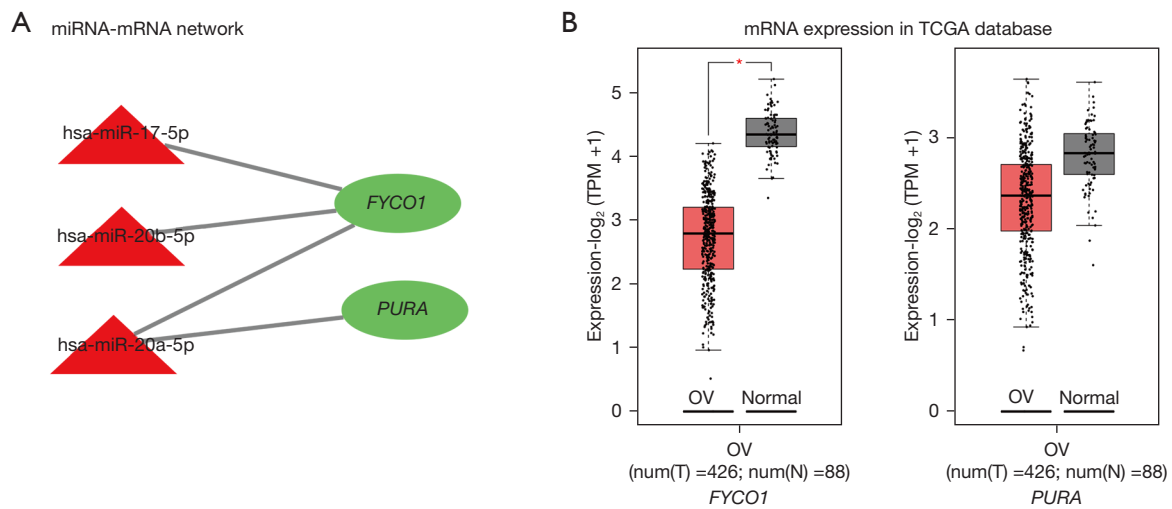 A miRNA-mRNA network
hsa-miR-17-5p
hsa-miR-20b-5p
hsa-miR-20a-5p
FYCO1
PURA
B mRNA expression in TCGA database
Expression-log₂ (TPM +1)
5
4
3
2
1
0
*
OV Normal
OV
(num(T) =426; num(N) =88)
FYCO1
Expression-log₂ (TPM +1)
3
2
1
0
OV Normal
OV
(num(T) =426; num(N) =88)
PURA